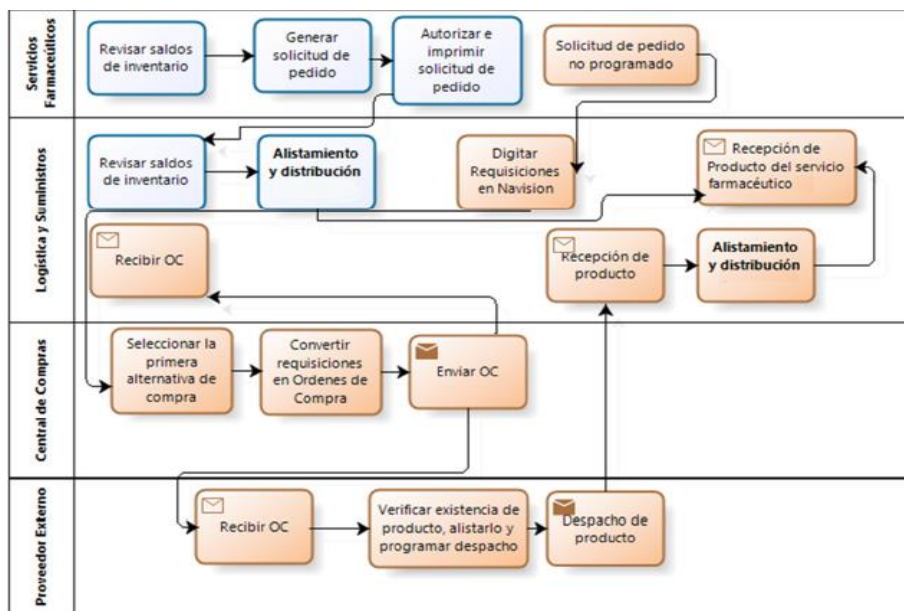 Servicios
Farmaceúticos
Revisar saldos
de inventario
Generar
solicitud de
pedido
Autorizar e
imprimir
solicitud de
pedido
Solicitud de pedido
no programado
Logística y Suministros
Revisar saldos
de inventario
Alistamiento
y distribución
Digitar
Requisiciones
en Navision
Recepción de
Producto del servicio
farmacéutico
Recibir OC
Recepción de
producto
Alistamiento
y distribución
Central de Compras
Seleccionar la
primera
alternativa de
compra
Convertir
requisiciones
en Ordenes de
Compra
Enviar OC
Proveedor Externo
Recibir OC
Verificar existencia de
producto, alistarlo y
programar despacho
Despacho de
producto